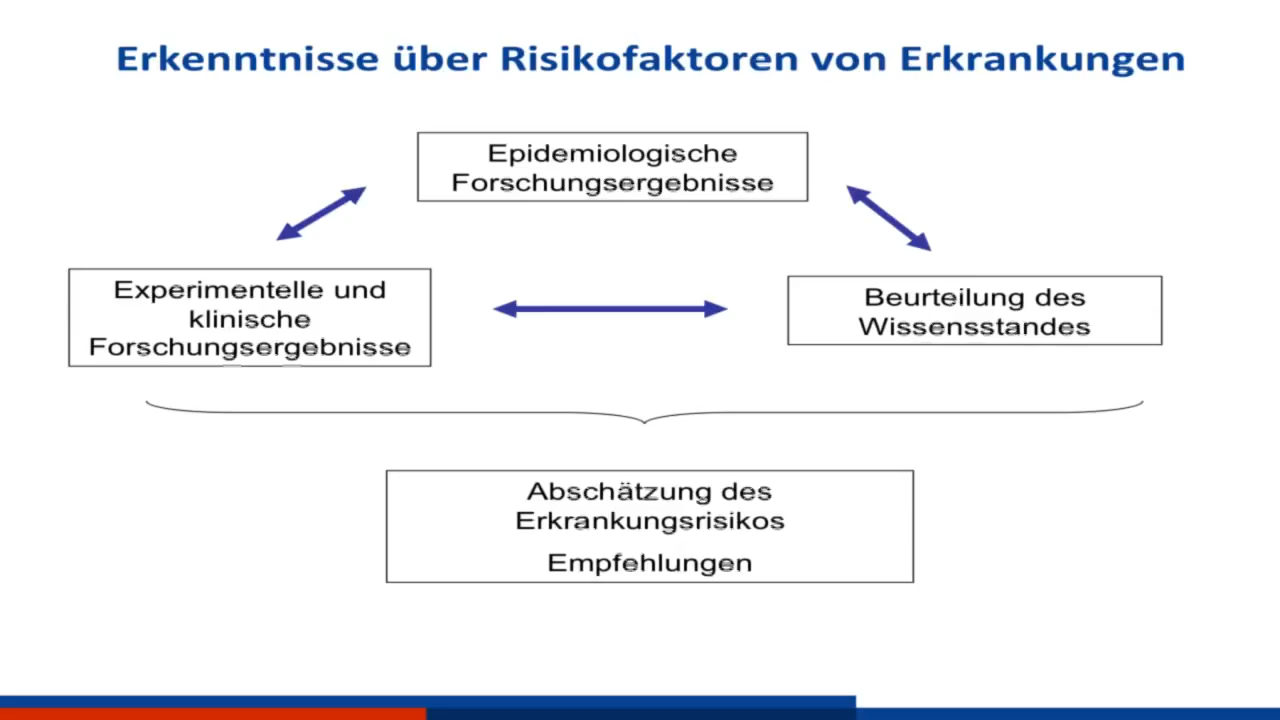 Erkenntnisse über Risikofaktoren von Erkrankungen
Epidemiologische
Forschungsergebnisse
Experimentelle und
klinische
Forschungsergebnisse
Beurteilung des
Wissensstandes
Abschätzung des
Erkrankungsrisikos
Empfehlungen